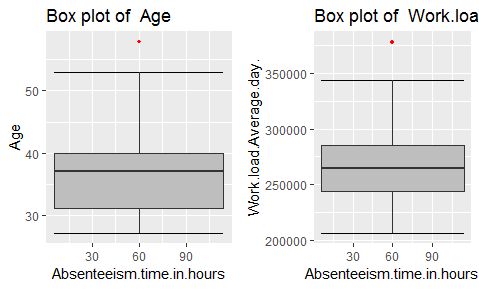 Box plot of  Age
Age
50
40
30
30
60
90
Absenteeism.time.in.hours
Box plot of  Work.loa
Work.load.Average.day.
350000
300000
250000
200000
30
60
90
Absenteeism.time.in.hours